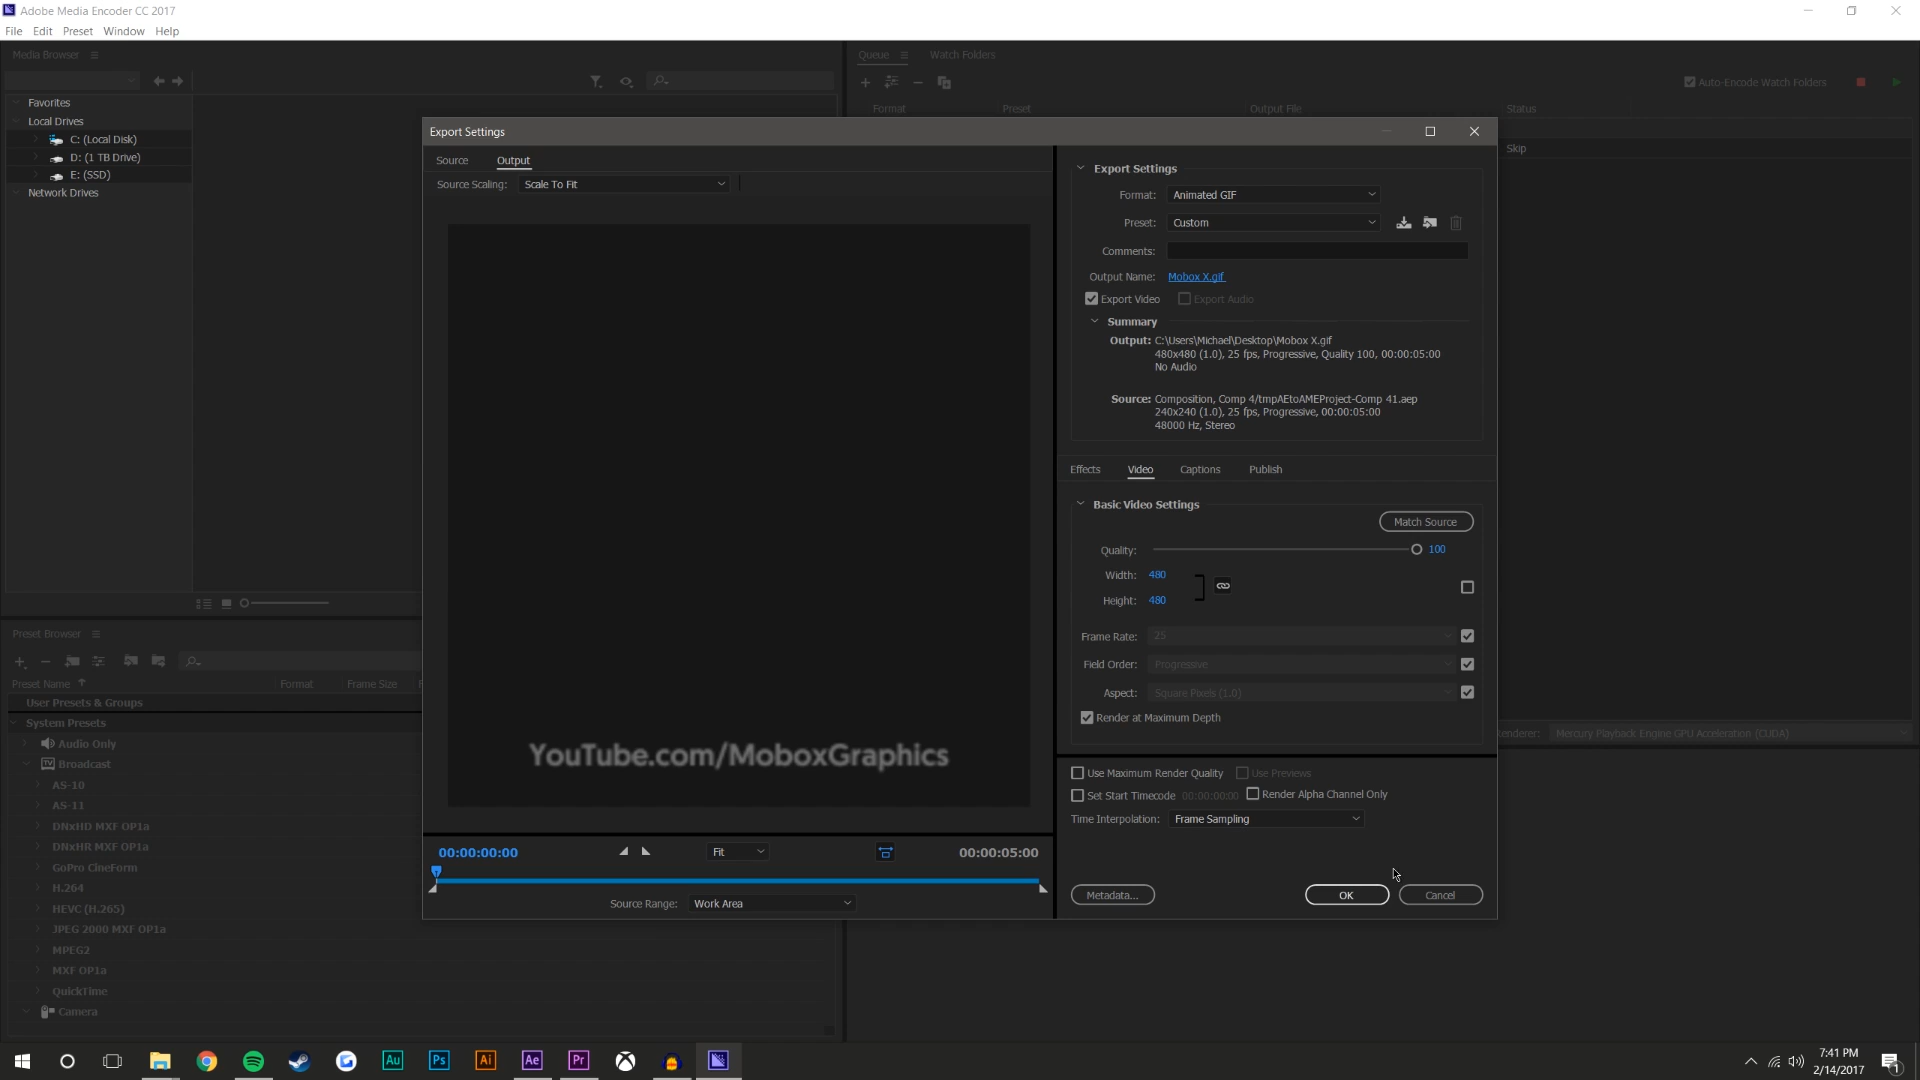 Adobe Media Encoder CC 2017
File Edit Preset Window Help
Media Browser
Favorites
Local Drives
C: (Local Disk)
D: (1 TB Drive)
E: (SSD)
Network Drives
Queue Watch Folders
Auto-Encode Watch Folders
Format Preset Output File Status
Skip
Export Settings
Source Output
Source Scaling: Scale To Fit
YouTube.com/MoboxGraphics
00:00:00:00 Fit 00:00:05:00
Source Range: Work Area
Export Settings
Format: Animated GIF
Preset: Custom
Comments:
Output Name: Mobox X.gif
Export Video Export Audio
Summary
Output: C:\Users\Michael\Desktop\Mobox X.gif
480x480 (1.0), 25 fps, Progressive, Quality 100, 00:00:05:00
No Audio
Source: Composition, Comp 4/tmpAEtoAMEProject-Comp 41.aep
240x240 (1.0), 25 fps, Progressive, 00:00:05:00
48000 Hz, Stereo
Effects Video Captions Publish
Basic Video Settings
Match Source
Quality: 100
Width: 480
Height: 480
Frame Rate: 25
Field Order: Progressive
Aspect: Square Pixels (1.0)
Render at Maximum Depth
Use Maximum Render Quality Use Previews
Set Start Timecode 00:00:00:00 Render Alpha Channel Only
Time Interpolation: Frame Sampling
Metadata... OK Cancel
Mercury Playback Engine GPU Acceleration (CUDA)
Preset Browser
Preset Name Format Frame Size
User Presets & Groups
System Presets
Audio Only
Broadcast
AS-10
AS-11
DNxHD MXF OP1a
DNxHR MXF OP1a
GoPro CineForm
H.264
HEVC (H.265)
JPEG 2000 MXF OP1a
MPEG2
MXF OP1a
QuickTime
Camera
Au Ps Ai Ae Pr
7:41 PM
2/14/2017
1